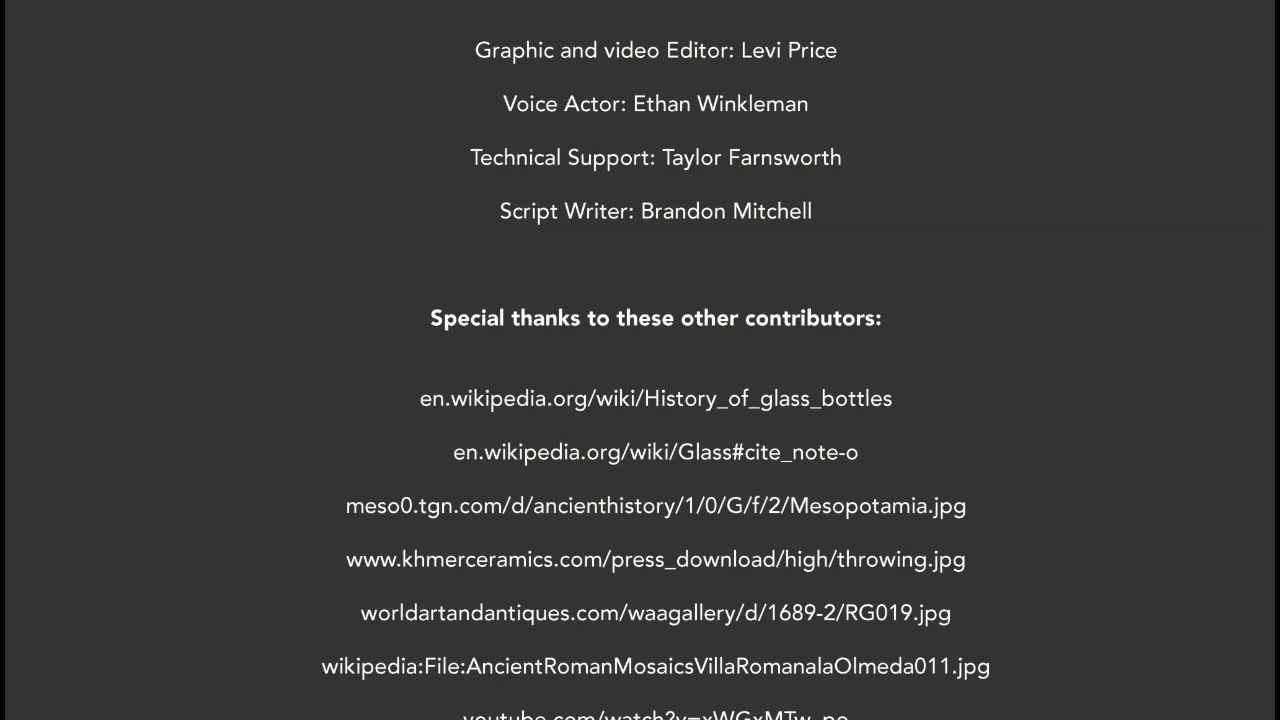 Graphic and video Editor: Levi Price
Voice Actor: Ethan Winkleman
Technical Support: Taylor Farnsworth
Script Writer: Brandon Mitchell
Special thanks to these other contributors:
en.wikipedia.org/wiki/History_of_glass_bottles
en.wikipedia.org/wiki/Glass#cite_note-o
meso0.tgn.com/d/ancienthistory/1/0/G/f/2/Mesopotamia.jpg
www.khmerceramics.com/press_download/high/throwing.jpg
worldartandantiques.com/waagallery/d/1689-2/RG019.jpg
wikipedia:File:AncientRomanMosaicsVillaRomanalaOlmeda011.jpg